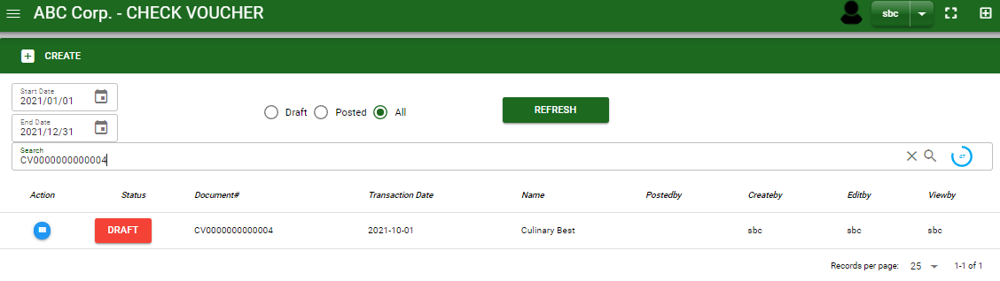 ABC Corp. - CHECK VOUCHER sbc
CREATE
Start Date
2021/01/01
Draft Posted All REFRESH
End Date
2021/12/31
Search
CV0000000000004 47
Action Status Document# Transaction Date Name Postedby Createby Editby Viewby
DRAFT CV0000000000004 2021-10-01 Culinary Best sbc sbc sbc
Records per page: 25 1-1 of 1